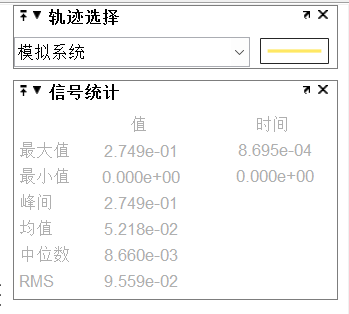 轨迹选择
模拟系统
信号统计
值 时间
最大值 2.749e-01 8.695e-04
最小值 0.000e+00 0.000e+00
峰间 2.749e-01
均值 5.218e-02
中位数 8.660e-03
RMS 9.559e-02